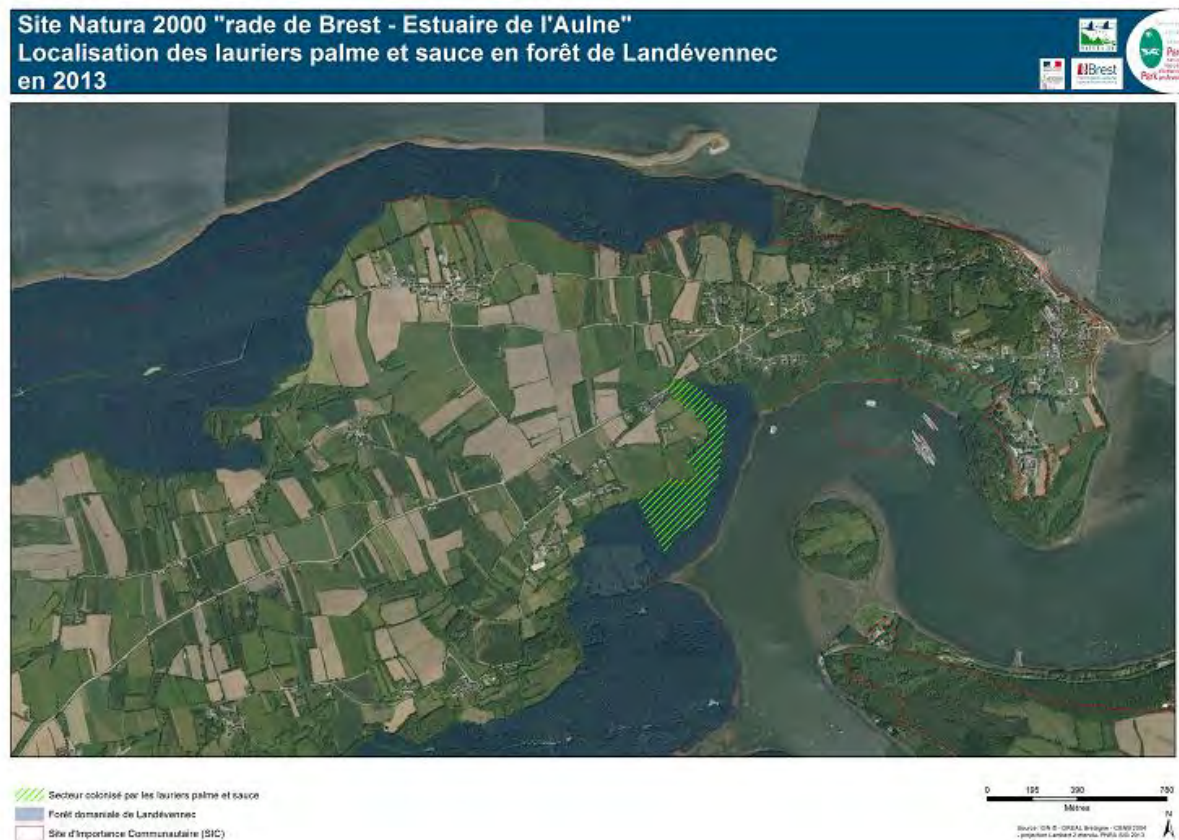 Site Natura 2000 "rade de Brest - Estuaire de l'Aulne"
Localisation des lauriers palme et sauce en forêt de Landévennec
en 2013
Brest
Secteur colonisé par les lauriers palme et sauce
Forêt domaniale de Landévennec
Site d'Importance Communautaire (SIC)
0 195 390 780
Mètres
N